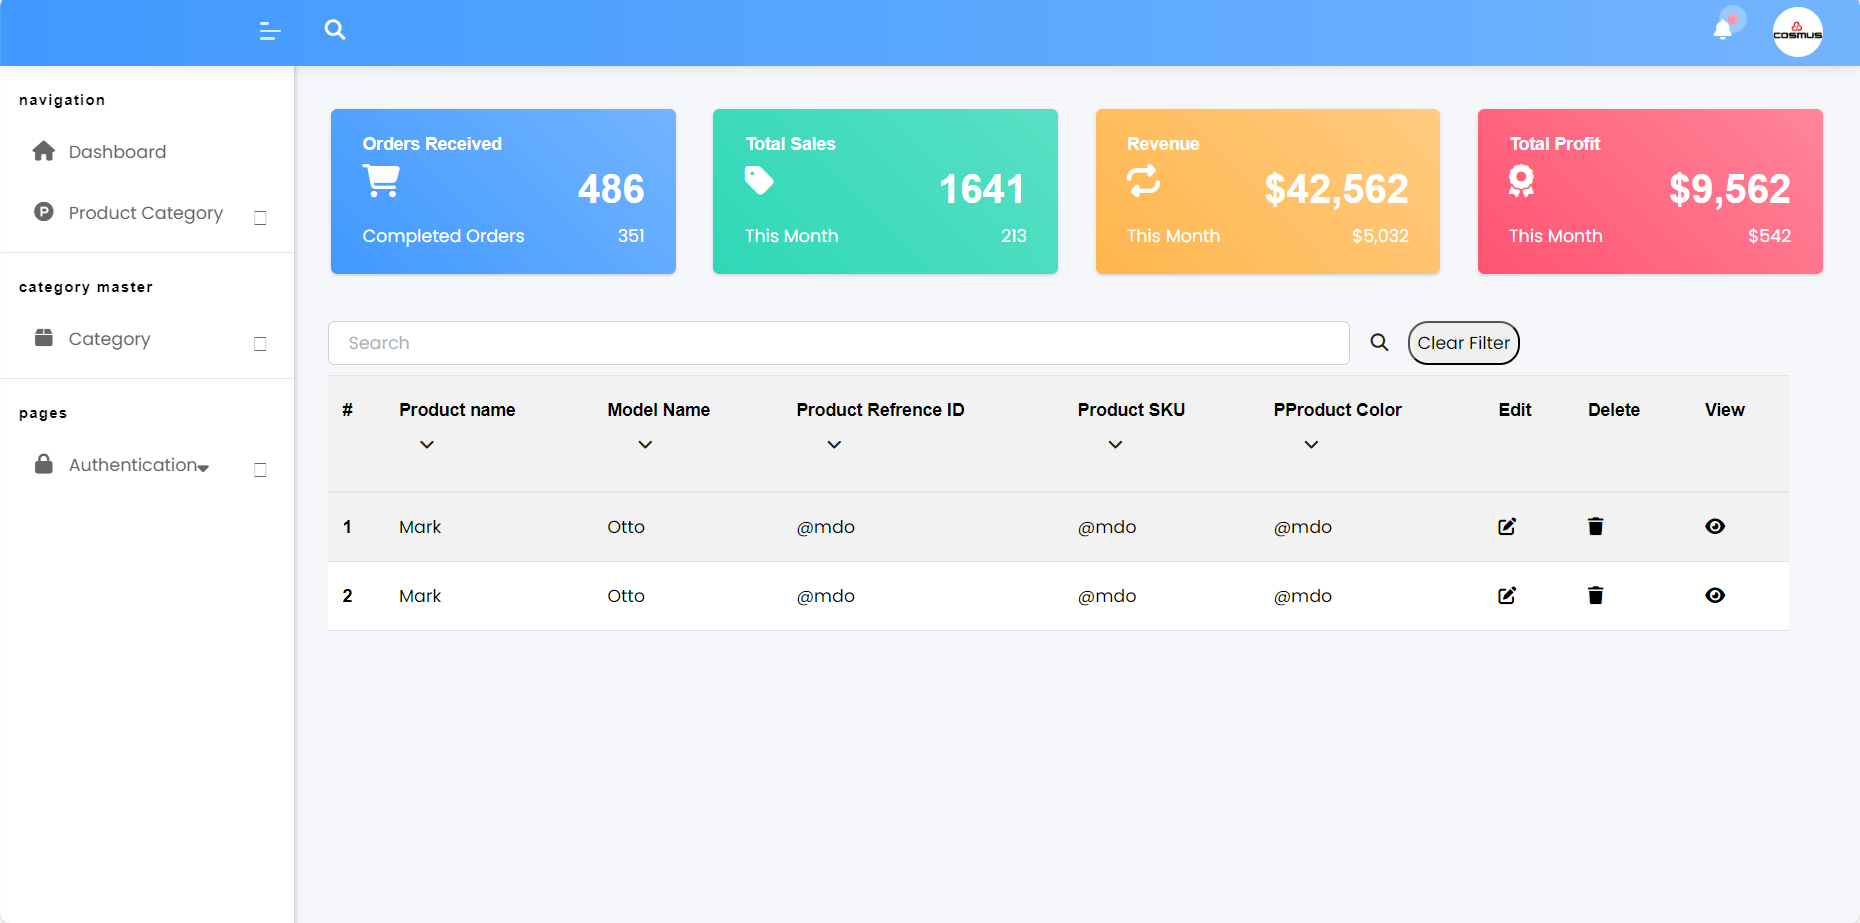 COSMUS
navigation
Dashboard
Product Category
category master
Category
pages
Authentication
Orders Received
486
Completed Orders 351
Total Sales
1641
This Month 213
Revenue
$42,562
This Month $5,032
Total Profit
$9,562
This Month $542
Search Clear Filter
# Product name Model Name Product Refrence ID Product SKU PProduct Color Edit Delete View
1 Mark Otto @mdo @mdo @mdo
2 Mark Otto @mdo @mdo @mdo